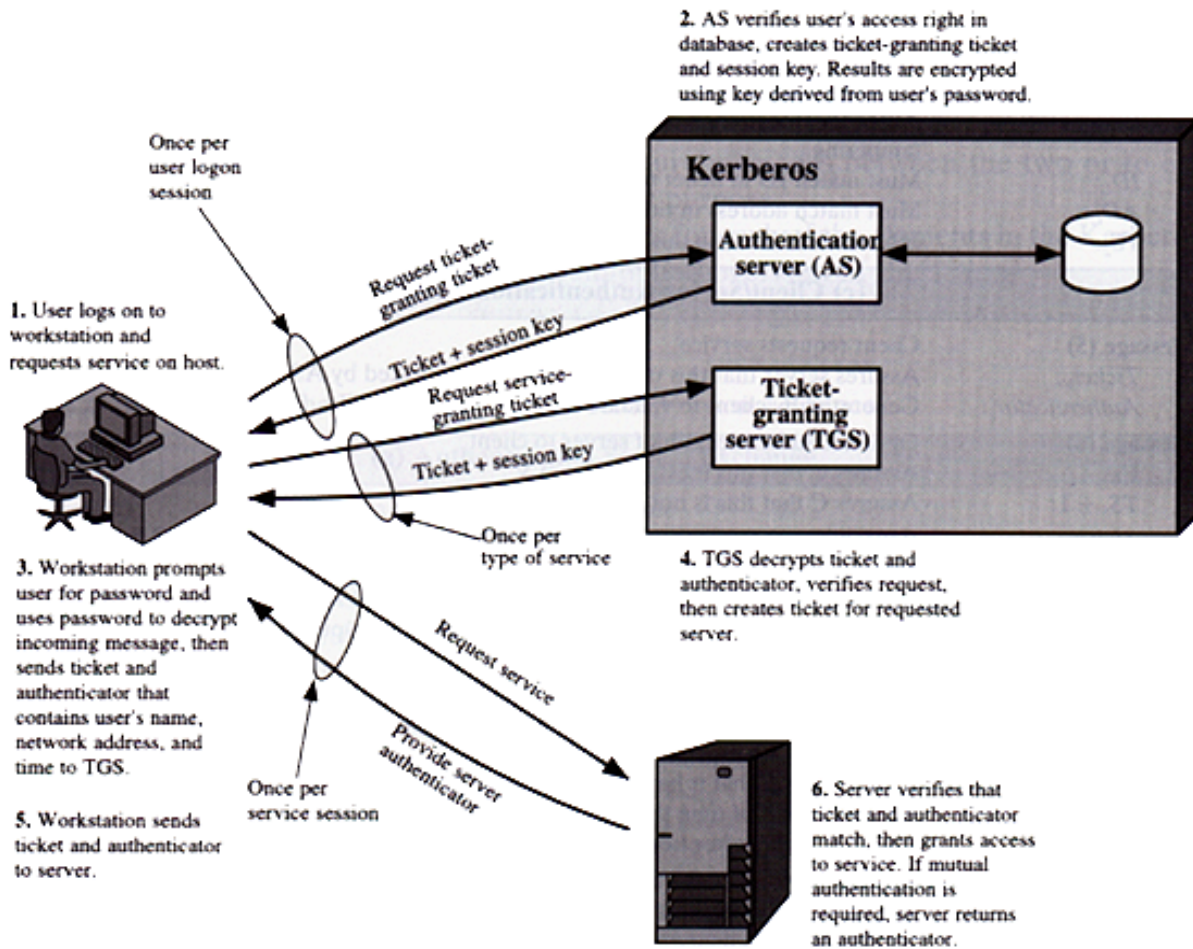 2. AS verifies user's access right in
database, creates ticket-granting ticket
and session key. Results are encrypted
using key derived from user's password.
Once per
user logon
session
Kerberos
Authentication
server (AS)
Request ticket-
granting ticket
1. User logs on to
workstation and
requests service on host.
Ticket + session key
Request service-
granting ticket
Ticket-
granting
server (TGS)
Ticket + session key
Once per
type of service
3. Workstation prompts
user for password and
uses password to decrypt
incoming message, then
sends ticket and
authenticator that
contains user's name,
network address, and
time to TGS.
4. TGS decrypts ticket and
authenticator, verifies request,
then creates ticket for requested
server.
Request service
Provide server
authenticator
Once per
service session
5. Workstation sends
ticket and authenticator
to server.
6. Server verifies that
ticket and authenticator
match, then grants access
to service. If mutual
authentication is
required, server returns
an authenticator.